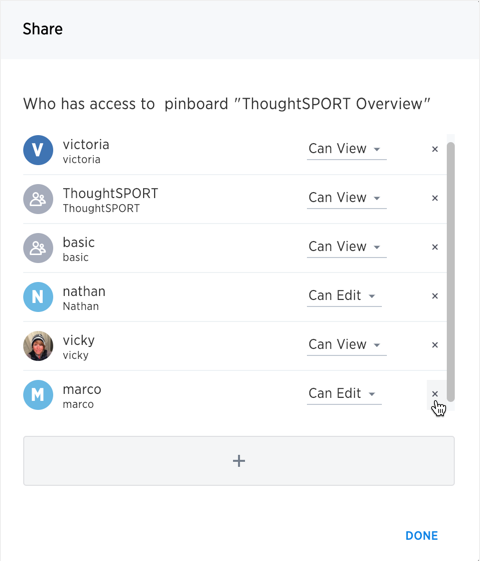 Share
Who has access to pinboard "ThoughtSPORT Overview"
V victoria Can View ×
victoria
ThoughtSPORT Can View ×
ThoughtSPORT
basic Can View ×
basic
N nathan Can Edit ×
Nathan
vicky Can View ×
vicky
M marco Can Edit ×
marco
+
DONE